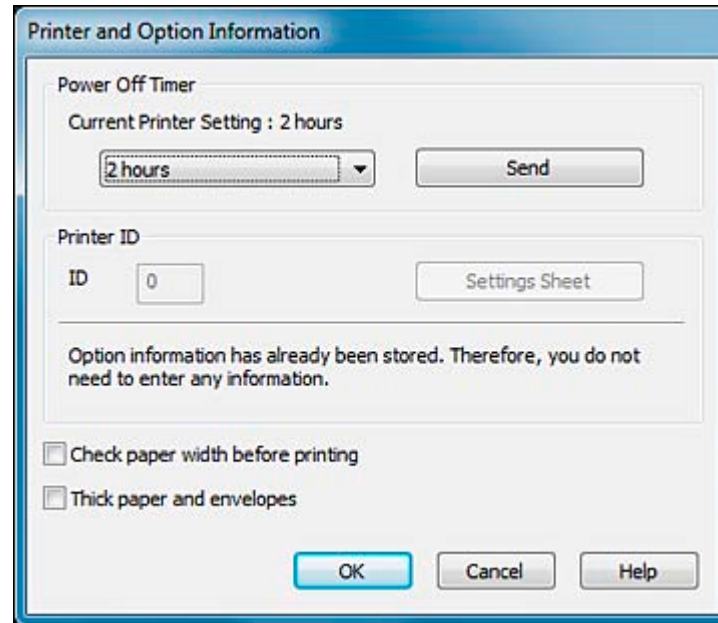 Printer and Option Information
Power Off Timer
Current Printer Setting : 2 hours
2 hours
Send
Printer ID
ID
0
Settings Sheet
Option information has already been stored. Therefore, you do not
need to enter any information.
Check paper width before printing
Thick paper and envelopes
OK
Cancel
Help